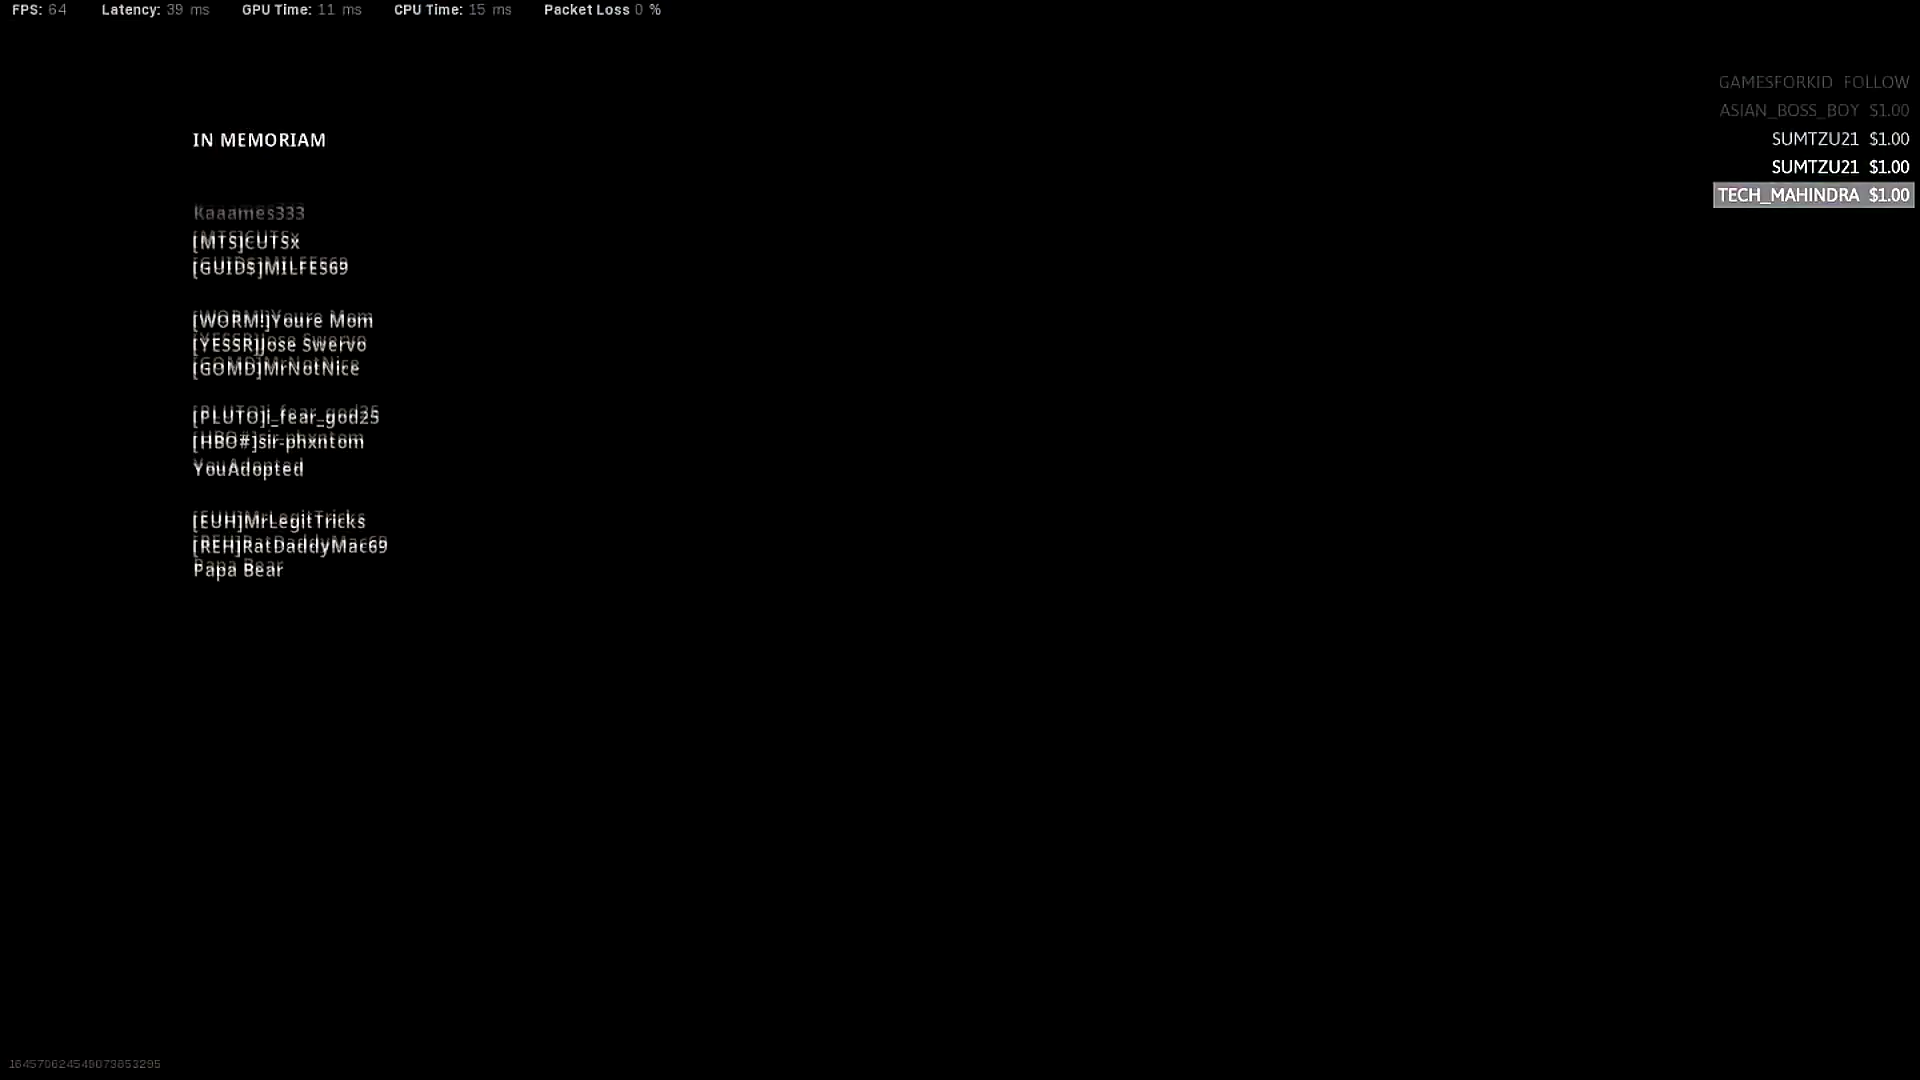 FPS: 64 Latency: 39 ms GPU Time: 11 ms CPU Time: 15 ms Packet Loss 0 %
GAMESFORKID FOLLOW
ASIAN_BOSS_BOY $1.00
SUMTZU21 $1.00
SUMTZU21 $1.00
TECH_MAHINDRA $1.00
IN MEMORIAM
Kaaames333
[MTS]CUTSx
[GUIDS]MILFES69
[WORM!]Youre Mom
[YESSR]Jose Swervo
[GOMD]MrNotNice
[PLUTO]i_fear_god25
[HBO#]sir-phxntom
YouAdopted
[EUH]MrLegitTricks
[REH]RatDaddyMac69
Papa Bear